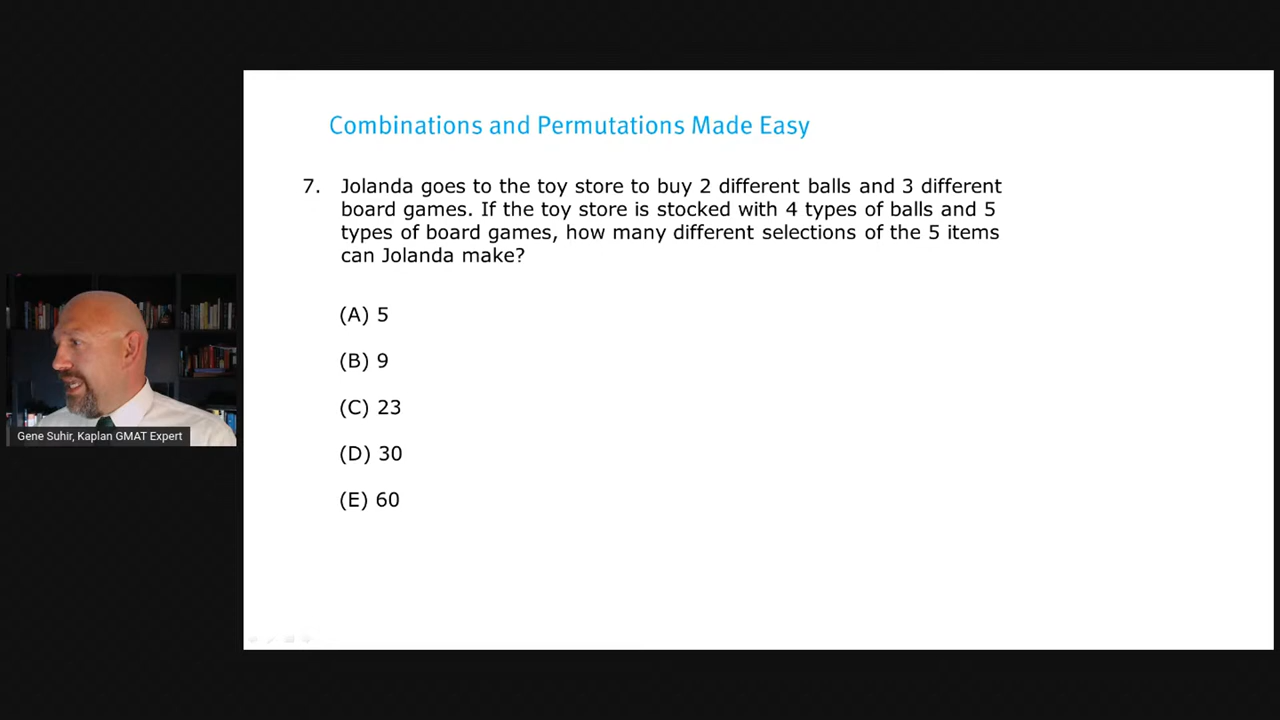 Combinations and Permutations Made Easy
7. Jolanda goes to the toy store to buy 2 different balls and 3 different
board games. If the toy store is stocked with 4 types of balls and 5
types of board games, how many different selections of the 5 items
can Jolanda make?
(A) 5
(B) 9
(C) 23
(D) 30
(E) 60
Gene Suhir, Kaplan GMAT Expert